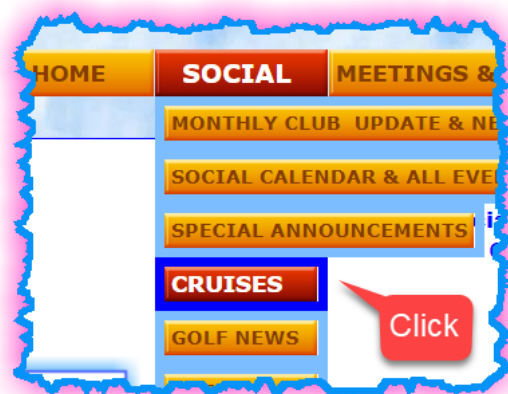 HOME SOCIAL MEETINGS &
MONTHLY CLUB UPDATE & NE
SOCIAL CALENDAR & ALL EVE
SPECIAL ANNOUNCEMENTS
CRUISES
Click
GOLF NEWS